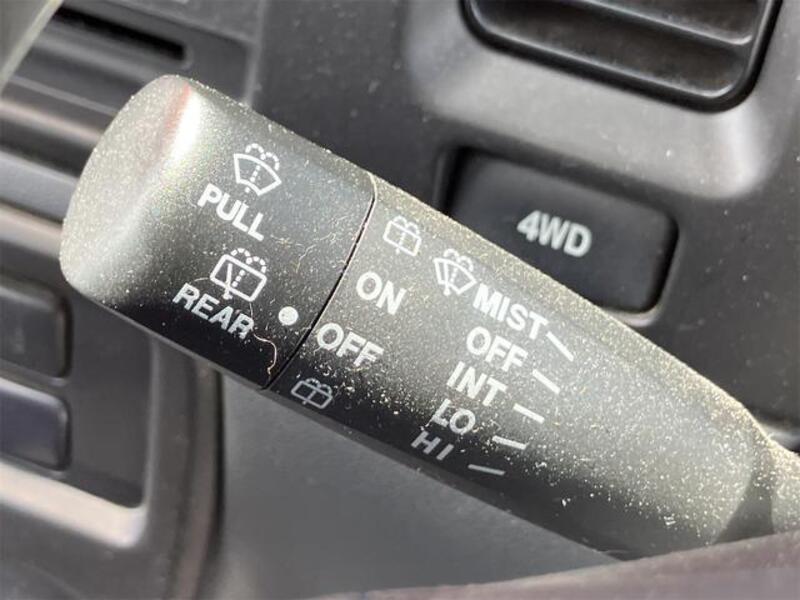 PULL
REAR
ON
OFF
MIST
OFF
INT
LO
HI
4WD